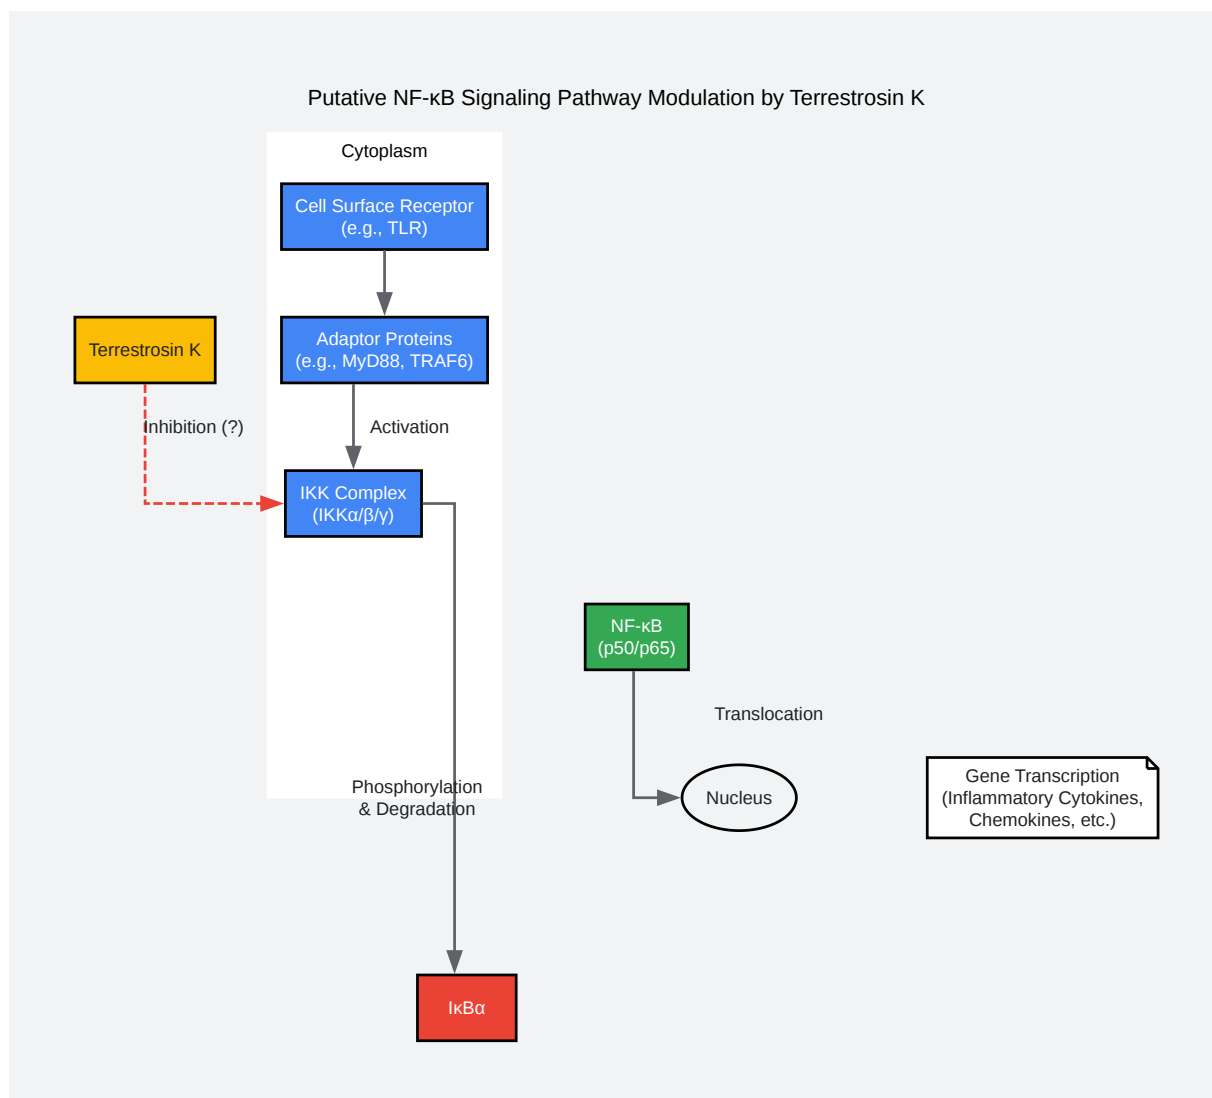 Putative NF-κB Signaling Pathway Modulation by Terrestrosin K
Cytoplasm
Cell Surface Receptor
(e.g., TLR)
Terrestrosin K
Adaptor Proteins
(e.g., MyD88, TRAF6)
Inhibition (?)
Activation
IKK Complex
(IKKα/β/γ)
NF-κB
(p50/p65)
Translocation
Phosphorylation
& Degradation
Nucleus
Gene Transcription
(Inflammatory Cytokines,
Chemokines, etc.)
IκBα